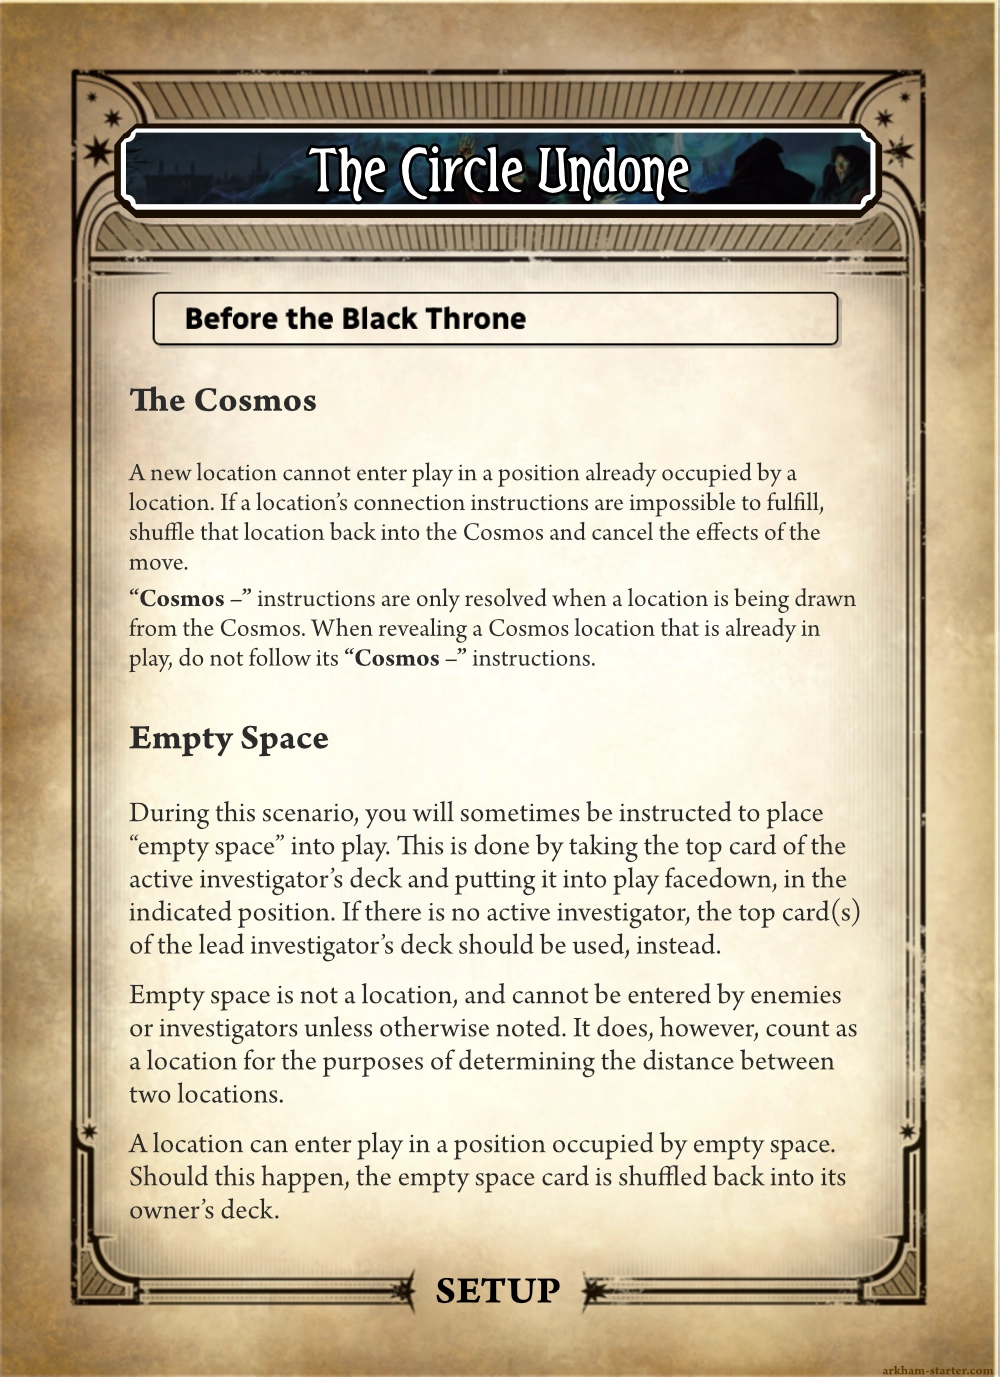 The Circle Undone
Before the Black Throne
The Cosmos
A new location cannot enter play in a position already occupied by a
location. If a location’s connection instructions are impossible to fulfill,
shuffle that location back into the Cosmos and cancel the effects of the
move.
“Cosmos –” instructions are only resolved when a location is being drawn
from the Cosmos. When revealing a Cosmos location that is already in
play, do not follow its “Cosmos –” instructions.
Empty Space
During this scenario, you will sometimes be instructed to place
“empty space” into play. This is done by taking the top card of the
active investigator’s deck and putting it into play facedown, in the
indicated position. If there is no active investigator, the top card(s)
of the lead investigator’s deck should be used, instead.
Empty space is not a location, and cannot be entered by enemies
or investigators unless otherwise noted. It does, however, count as
a location for the purposes of determining the distance between
two locations.
A location can enter play in a position occupied by empty space.
Should this happen, the empty space card is shuffled back into its
owner’s deck.
SETUP
arkham-starter.com